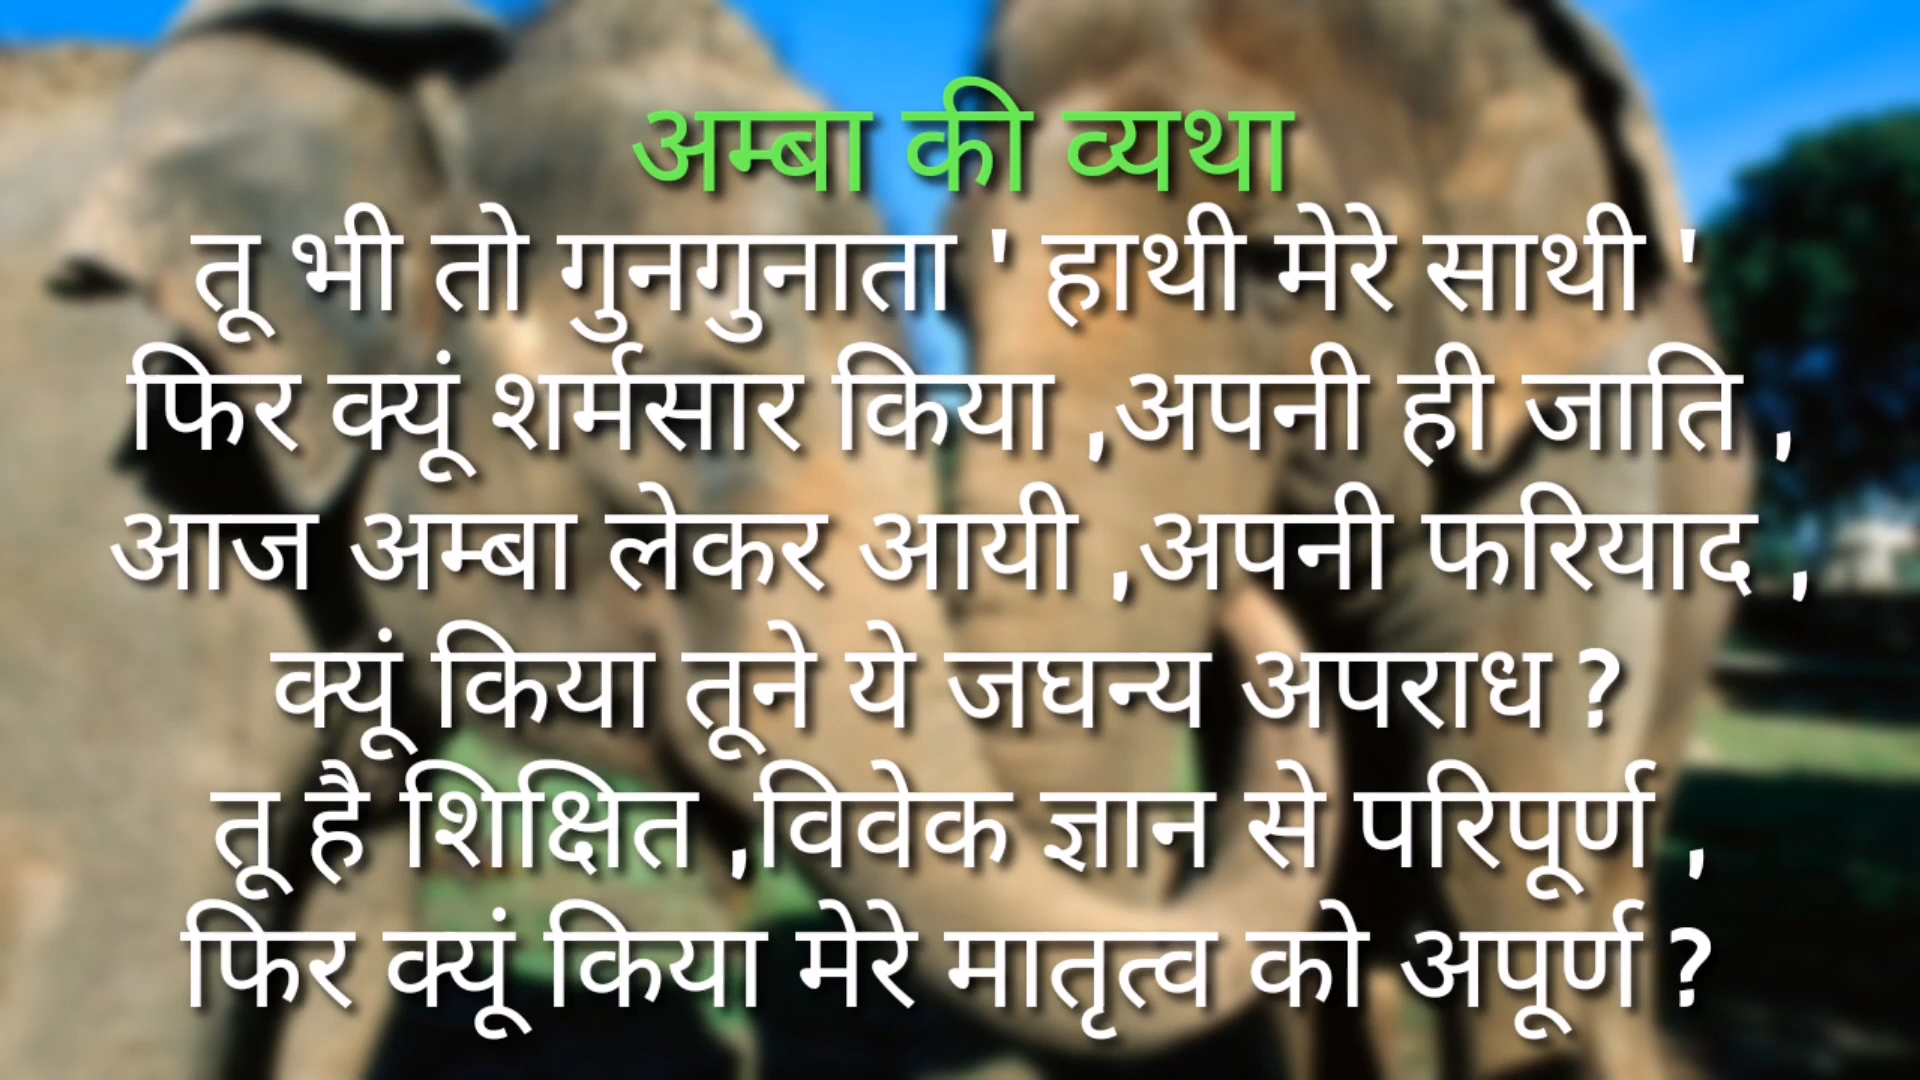 अम्बा की व्यथा
तू भी तो गुनगुनाता ' हाथी मेरे साथी '
फिर क्यूं शर्मसार किया ,अपनी ही जाति ,
आज अम्बा लेकर आयी ,अपनी फरियाद ,
क्यूं किया तूने ये जघन्य अपराध ?
तू है शिक्षित ,विवेक ज्ञान से परिपूर्ण ,
फिर क्यूं किया मेरे मातृत्व को अपूर्ण ?